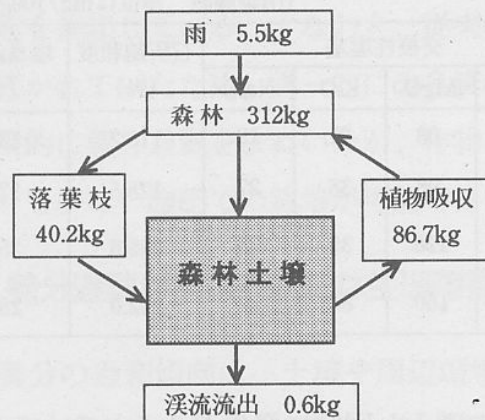 雨 5.5kg
森林 312kg
落葉枝
40.2kg
植物吸収
86.7kg
森林土壌
渓流流出 0.6kg